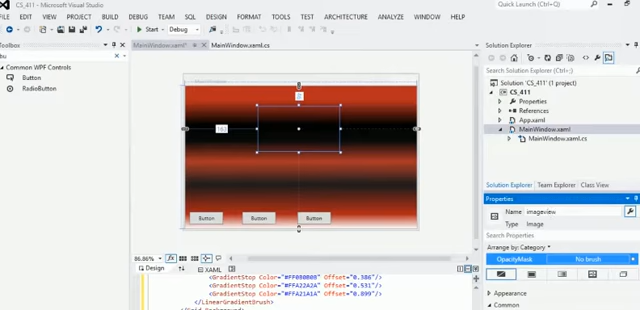 CS_411 - Microsoft Visual Studio
Quick Launch (Ctrl+Q)
FILE EDIT VIEW PROJECT BUILD DEBUG TEAM SQL DESIGN FORMAT TOOLS TEST ARCHITECTURE ANALYZE WINDOW HELP
Start Debug
Toolbox
bu
Common WPF Controls
Button
RadioButton
MainWindow.xaml* MainWindow.xaml.cs
163
Button Button Button
86.86%
Design XAML
<GradientStop Color="#FF0B0B0B" Offset="0.386"/>
<GradientStop Color="#FFA22A2A" Offset="0.531"/>
<GradientStop Color="#FFA21A1A" Offset="0.899"/>
</LinearGradientBrush>
Solution Explorer
Search Solution Explorer (Ctrl+;)
Solution 'CS_411' (1 project)
CS_411
Properties
References
App.xaml
MainWindow.xaml
MainWindow.xaml.cs
Solution Explorer Team Explorer Class View
Properties
Name imageview
Type Image
Search Properties
Arrange by: Category
OpacityMask No brush
Appearance
Common